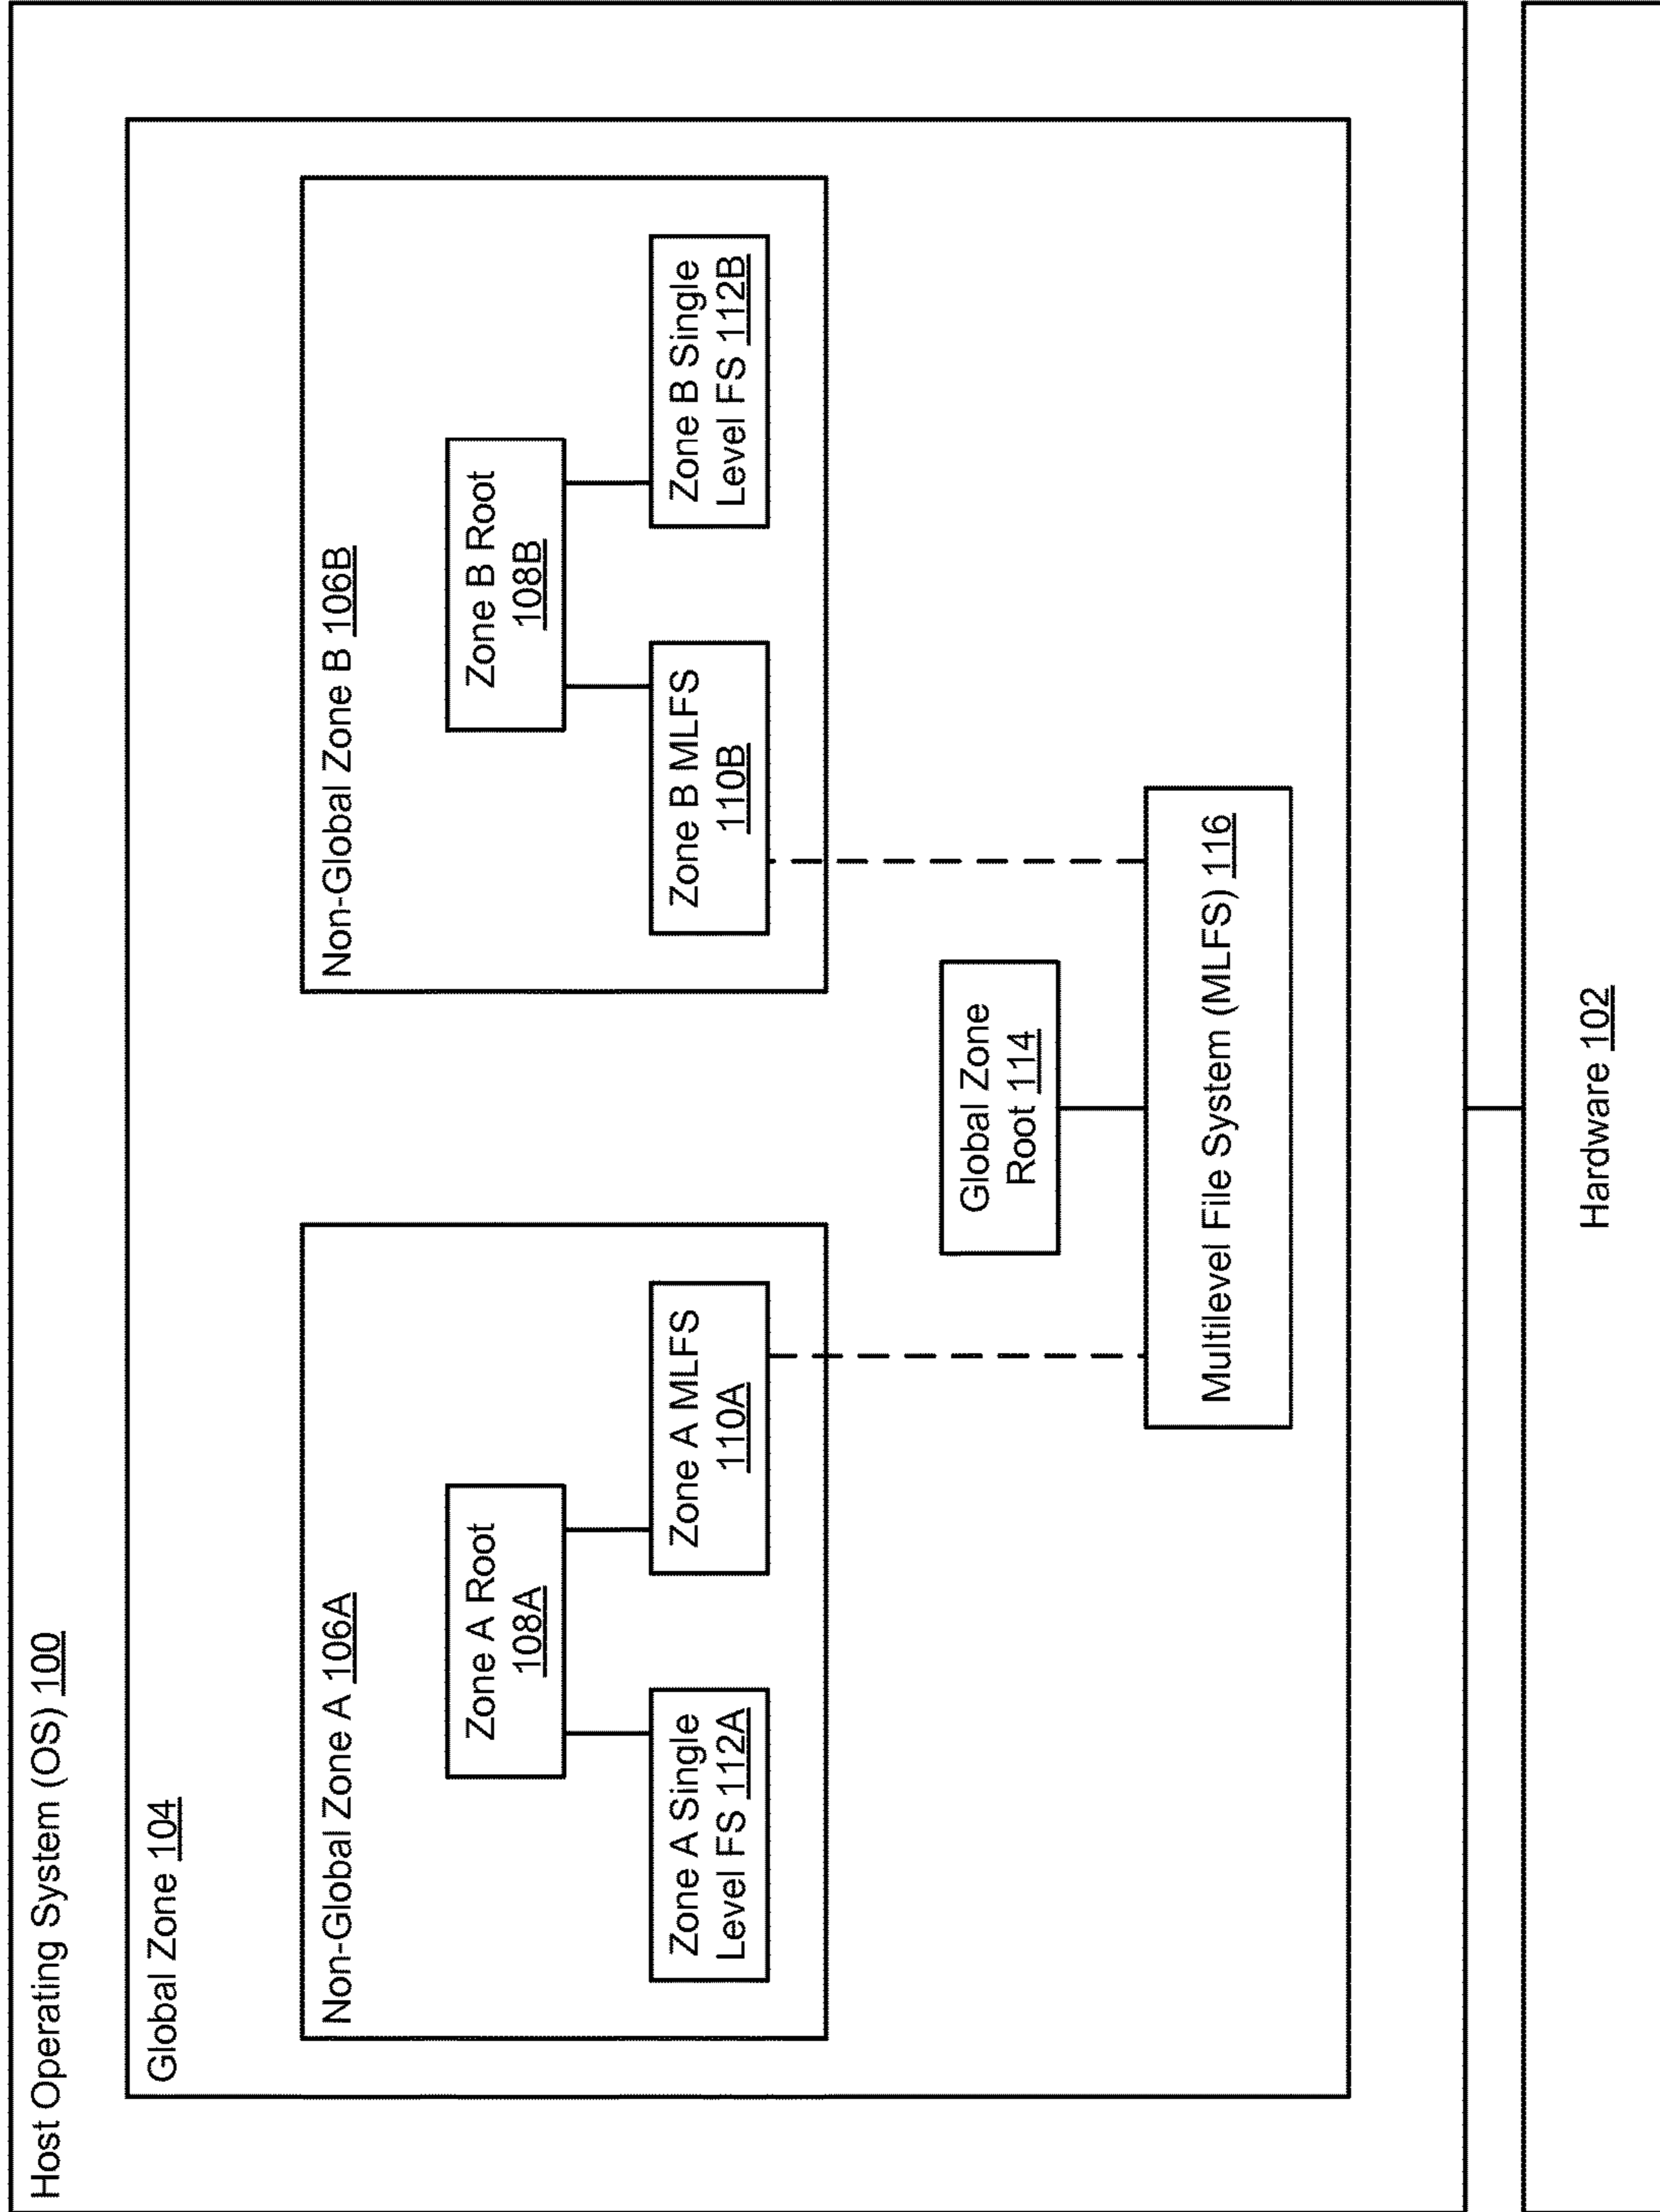 Host Operating System (OS) 100
Global Zone 104
Non-Global Zone A 106A
Zone A Root
108A
Zone A Single
Level FS 112A
Zone A MLFS
110A
Non-Global Zone B 106B
Zone B Root
108B
Zone B MLFS
110B
Zone B Single
Level FS 112B
Global Zone
Root 114
Multilevel File System (MLFS) 116
Hardware 102